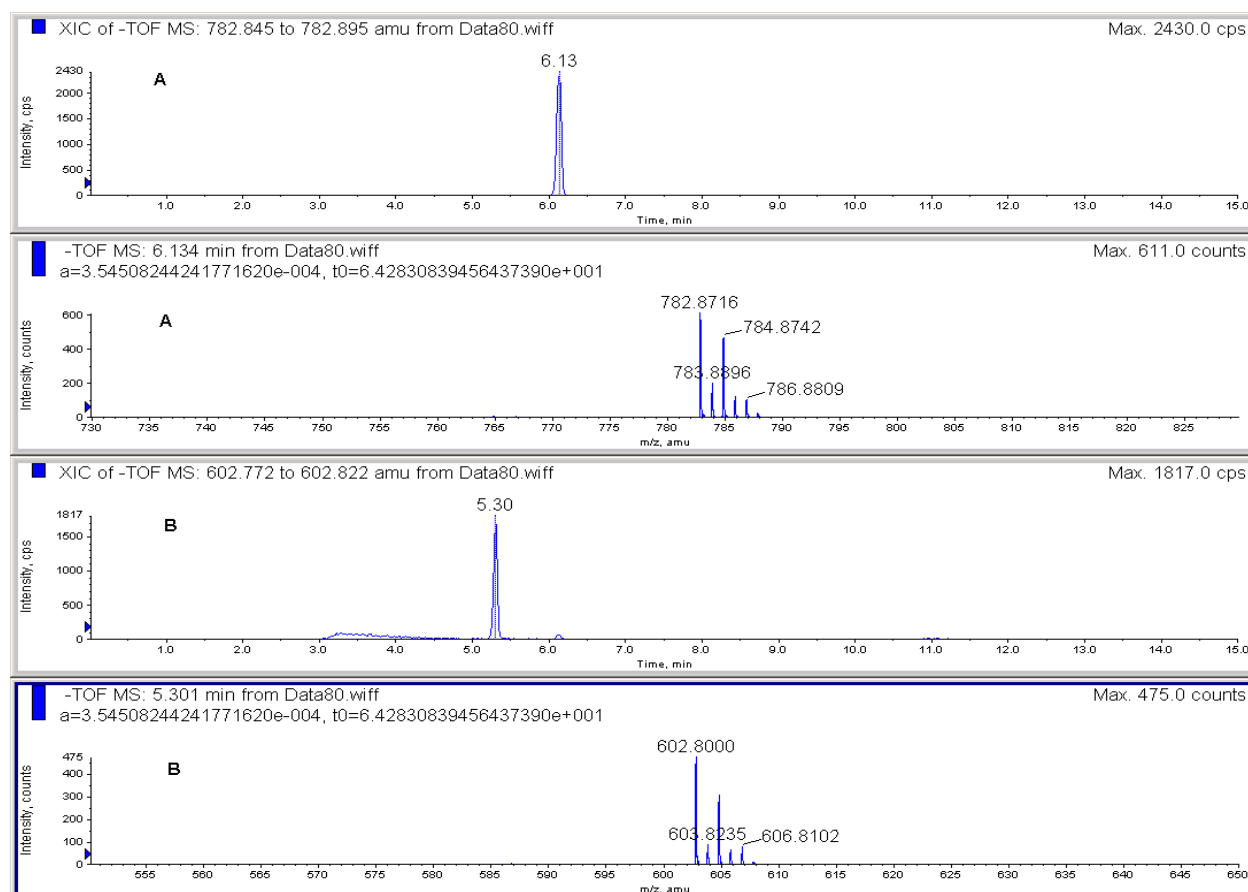 XIC of -TOF MS: 782.845 to 782.895 amu from Data80.wiff Max. 2430.0 cps
6.13
A
2430
2000
1500
1000
500
0
Intensity, cps
1.0 2.0 3.0 4.0 5.0 6.0 7.0 8.0 9.0 10.0 11.0 12.0 13.0 14.0 15.0
Time, min
-TOF MS: 6.134 min from Data80.wiff Max. 611.0 counts
a=3.54508244241771620e-004, t0=6.42830839456437390e+001
782.8716
A
784.8742
783.8896
786.8809
600
400
200
0
Intensity, counts
730 735 740 745 750 755 760 765 770 775 780 785 790 795 800 805 810 815 820 825
m/z, amu
XIC of -TOF MS: 602.772 to 602.822 amu from Data80.wiff Max. 1817.0 cps
5.30
B
1817
1500
1000
500
0
Intensity, cps
1.0 2.0 3.0 4.0 5.0 6.0 7.0 8.0 9.0 10.0 11.0 12.0 13.0 14.0 15.0
Time, min
-TOF MS: 5.301 min from Data80.wiff Max. 475.0 counts
a=3.54508244241771620e-004, t0=6.42830839456437390e+001
602.8000
B
603.8235
606.8102
475
400
300
200
100
0
Intensity, counts
555 560 565 570 575 580 585 590 595 600 605 610 615 620 625 630 635 640 645 650
m/z, amu